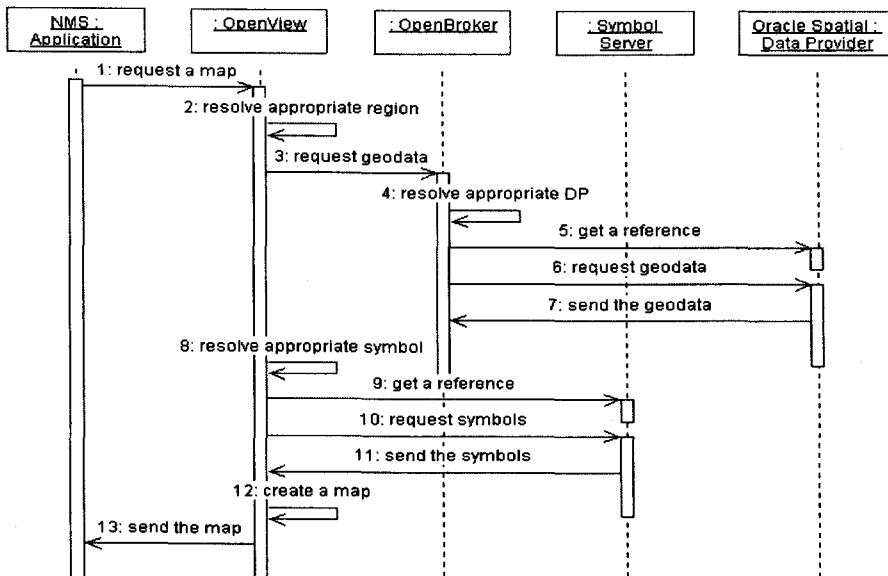 NMS :
Application
: OpenView
: OpenBroker
: Symbol
Server
Oracle Spatial :
Data Provider
1: request a map
2: resolve appropriate region
3: request geodata
4: resolve appropriate DP
5: get a reference
6: request geodata
7: send the geodata
8: resolve appropriate symbol
9: get a reference
10: request symbols
11: send the symbols
12: create a map
13: send the map